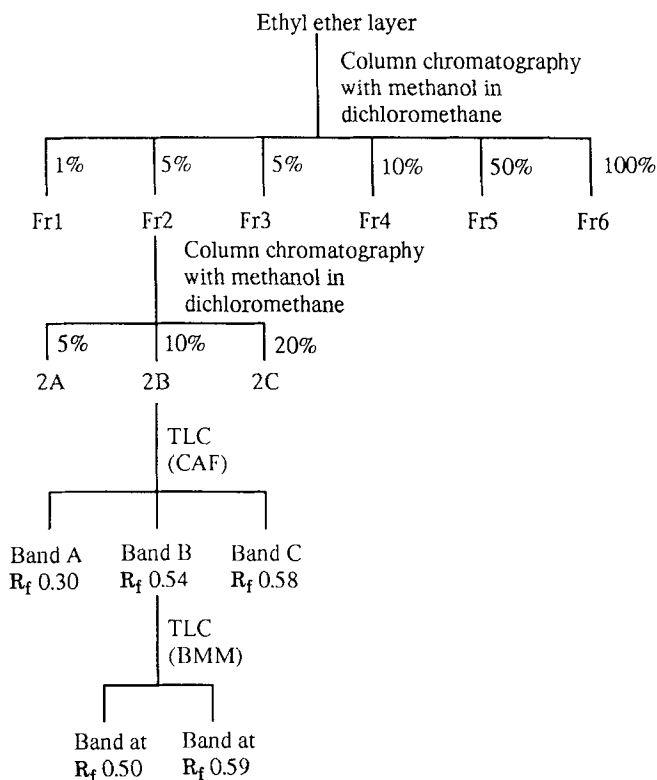 Ethyl ether layer
Column chromatography
with methanol in
dichloromethane
1% 5% 5% 10% 50% 100%
Fr1 Fr2 Fr3 Fr4 Fr5 Fr6
Column chromatography
with methanol in
dichloromethane
5% 10% 20%
2A 2B 2C
TLC
(CAF)
Band A Band B Band C
Rf 0.30 Rf 0.54 Rf 0.58
TLC
(BMM)
Band at Band at
Rf 0.50 Rf 0.59